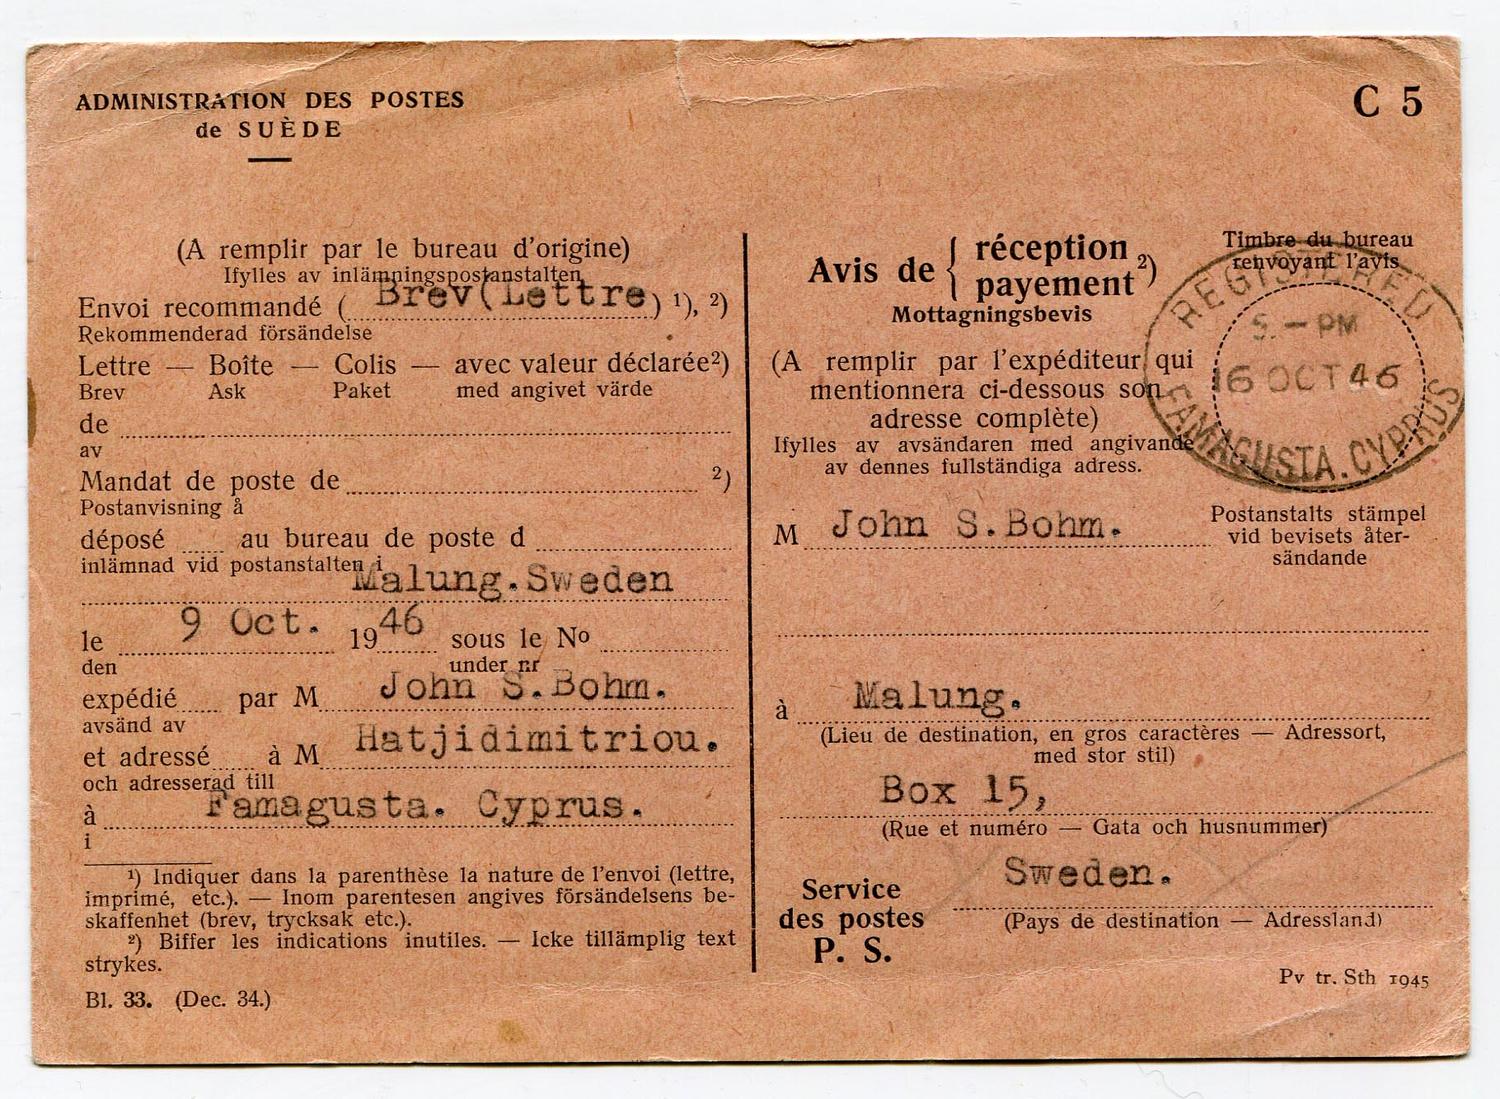 ADMINISTRATION DES POSTES
de SUÈDE
C 5
(A remplir par le bureau d'origine)
Ifylles av inlämningspostanstalten
Envoi recommandé ( Brev(Lettre ) ¹), ²)
Rekommenderad försändelse
Lettre — Boîte — Colis — avec valeur déclarée²)
Brev Ask Paket med angivet värde
de
av
Mandat de poste de ²)
Postanvisning å
déposé au bureau de poste d
inlämnad vid postanstalten i
Malung.Sweden
le 9 Oct. 1946 sous le No
den under nr
expédié par M John S.Bohm.
avsänd av
et adressé à M Hatjidimitriou.
och adresserad till
à Famagusta. Cyprus.
i
¹) Indiquer dans la parenthèse la nature de l'envoi (lettre,
imprimé, etc.). — Inom parentesen angives försändelsens be-
skaffenhet (brev, trycksak etc.).
²) Biffer les indications inutiles. — Icke tillämplig text
strykes.
Bl. 33. (Dec. 34.)
Avis de { réception
payement ²)
Mottagningsbevis
(A remplir par l'expéditeur qui
mentionnera ci-dessous son
adresse complète)
Ifylles av avsändaren med angivande
av dennes fullständiga adress.
Timbre du bureau
renvoyant l'avis
REGISTERED
5 - PM
16 OCT 46
FAMAGUSTA.CYPRUS
Postanstalts stämpel
vid bevisets åter-
sändande
M John S.Bohm.
à Malung.
(Lieu de destination, en gros caractères — Adressort,
med stor stil)
Box 15,
(Rue et numéro — Gata och husnummer)
Sweden.
(Pays de destination — Adressland)
Service
des postes
P. S.
Pv tr. Sth 1945